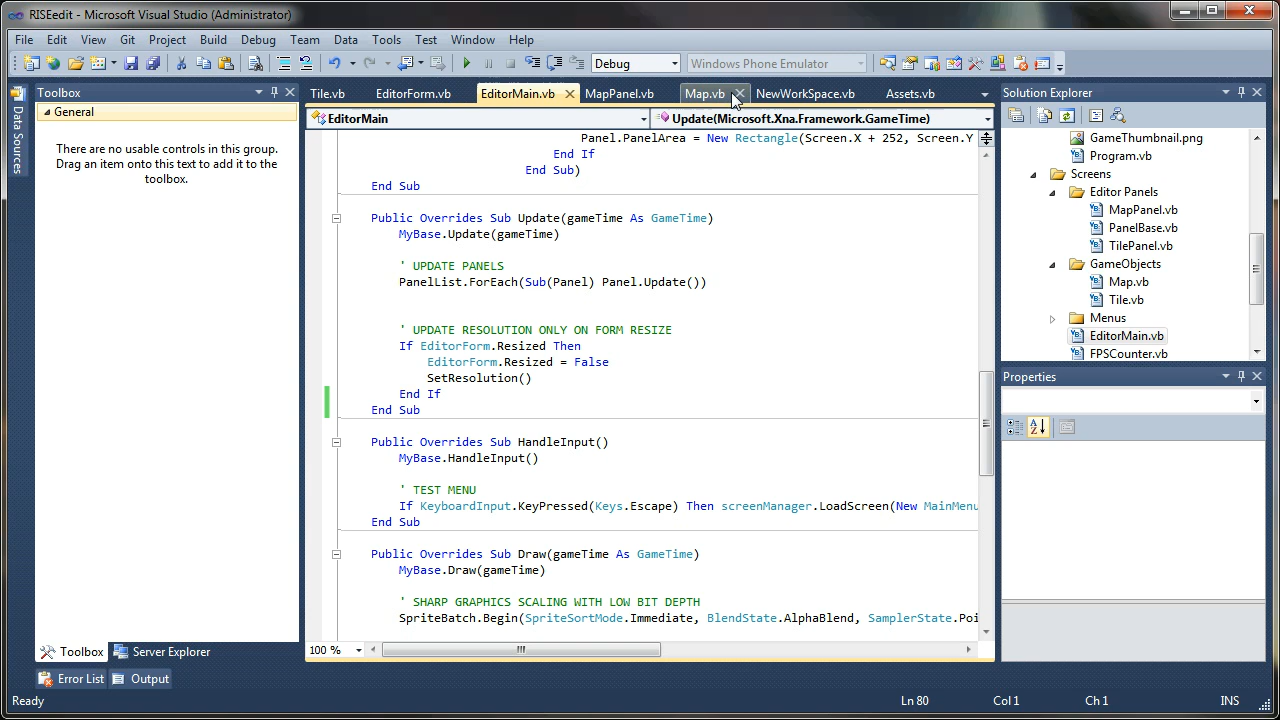 RISEedit - Microsoft Visual Studio (Administrator)
File Edit View Git Project Build Debug Team Data Tools Test Window Help
Debug Windows Phone Emulator
Toolbox
General
There are no usable controls in this group.
Drag an item onto this text to add it to the
toolbox.
Data Sources
Tile.vb EditorForm.vb EditorMain.vb MapPanel.vb Map.vb NewWorkSpace.vb Assets.vb
EditorMain Update(Microsoft.Xna.Framework.GameTime)
Panel.PanelArea = New Rectangle(Screen.X + 252, Screen.Y
End If
End Sub)
End Sub
Public Overrides Sub Update(gameTime As GameTime)
MyBase.Update(gameTime)
' UPDATE PANELS
PanelList.ForEach(Sub(Panel) Panel.Update())
' UPDATE RESOLUTION ONLY ON FORM RESIZE
If EditorForm.Resized Then
EditorForm.Resized = False
SetResolution()
End If
End Sub
Public Overrides Sub HandleInput()
MyBase.HandleInput()
' TEST MENU
If KeyboardInput.KeyPressed(Keys.Escape) Then screenManager.LoadScreen(New MainMenu
End Sub
Public Overrides Sub Draw(gameTime As GameTime)
MyBase.Draw(gameTime)
' SHARP GRAPHICS SCALING WITH LOW BIT DEPTH
SpriteBatch.Begin(SpriteSortMode.Immediate, BlendState.AlphaBlend, SamplerState.Poi
100 %
Solution Explorer
GameThumbnail.png
Program.vb
Screens
Editor Panels
MapPanel.vb
PanelBase.vb
TilePanel.vb
GameObjects
Map.vb
Tile.vb
Menus
EditorMain.vb
FPSCounter.vb
Properties
Toolbox Server Explorer
Error List Output
Ready Ln 80 Col 1 Ch 1 INS